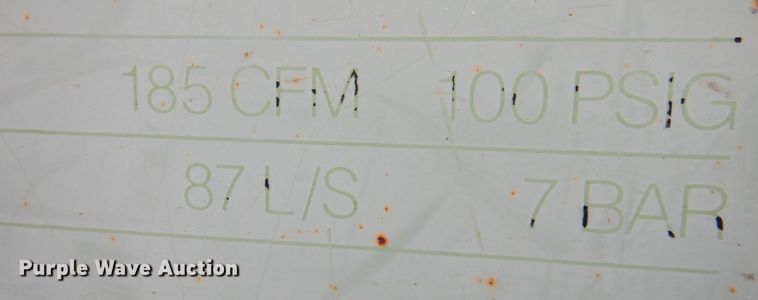 185 CFM 100 PSIG
87 L/S 7 BAR
Purple Wave Auction